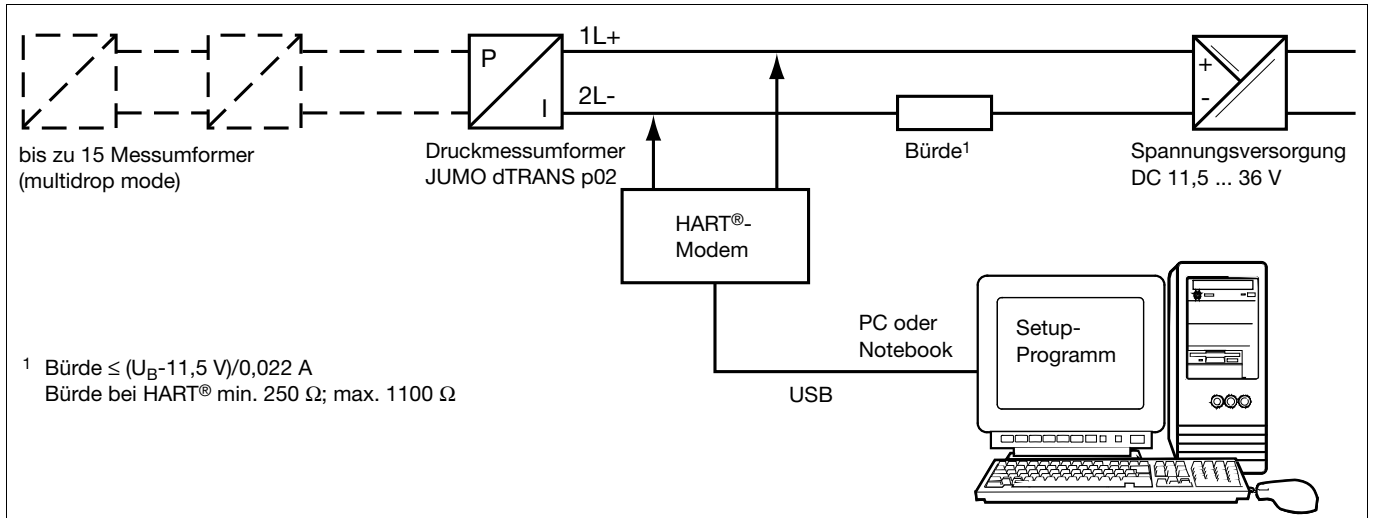 1L+
P
I
2L-
+
-
bis zu 15 Messumformer
(multidrop mode)
Druckmessumformer
JUMO dTRANS p02
Bürde¹
Spannungsversorgung
DC 11,5 ... 36 V
HART®-
Modem
PC oder
Notebook
Setup-
Programm
USB
¹ Bürde ≤ (U_B-11,5 V)/0,022 A
Bürde bei HART® min. 250 Ω; max. 1100 Ω